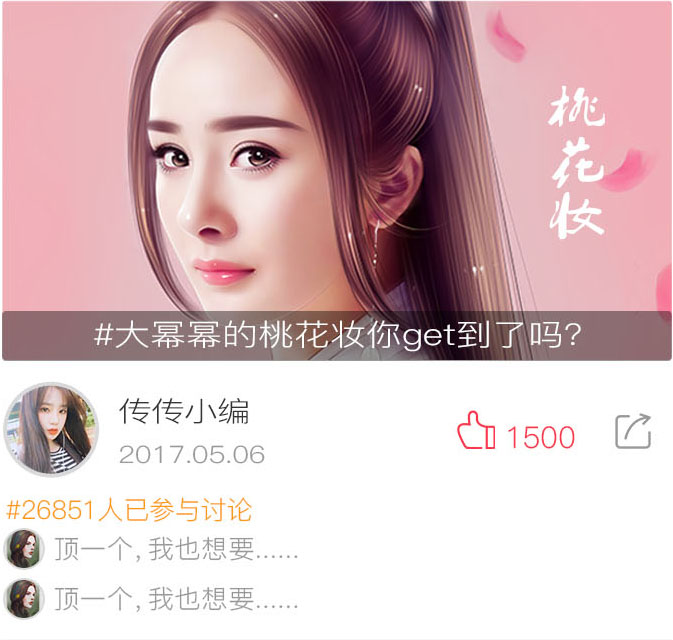 桃花妆
#大幂幂的桃花妆你get到了吗?
传传小编
1500
2017.05.06
#26851人已参与讨论
顶一个,我也想要......
顶一个,我也想要......